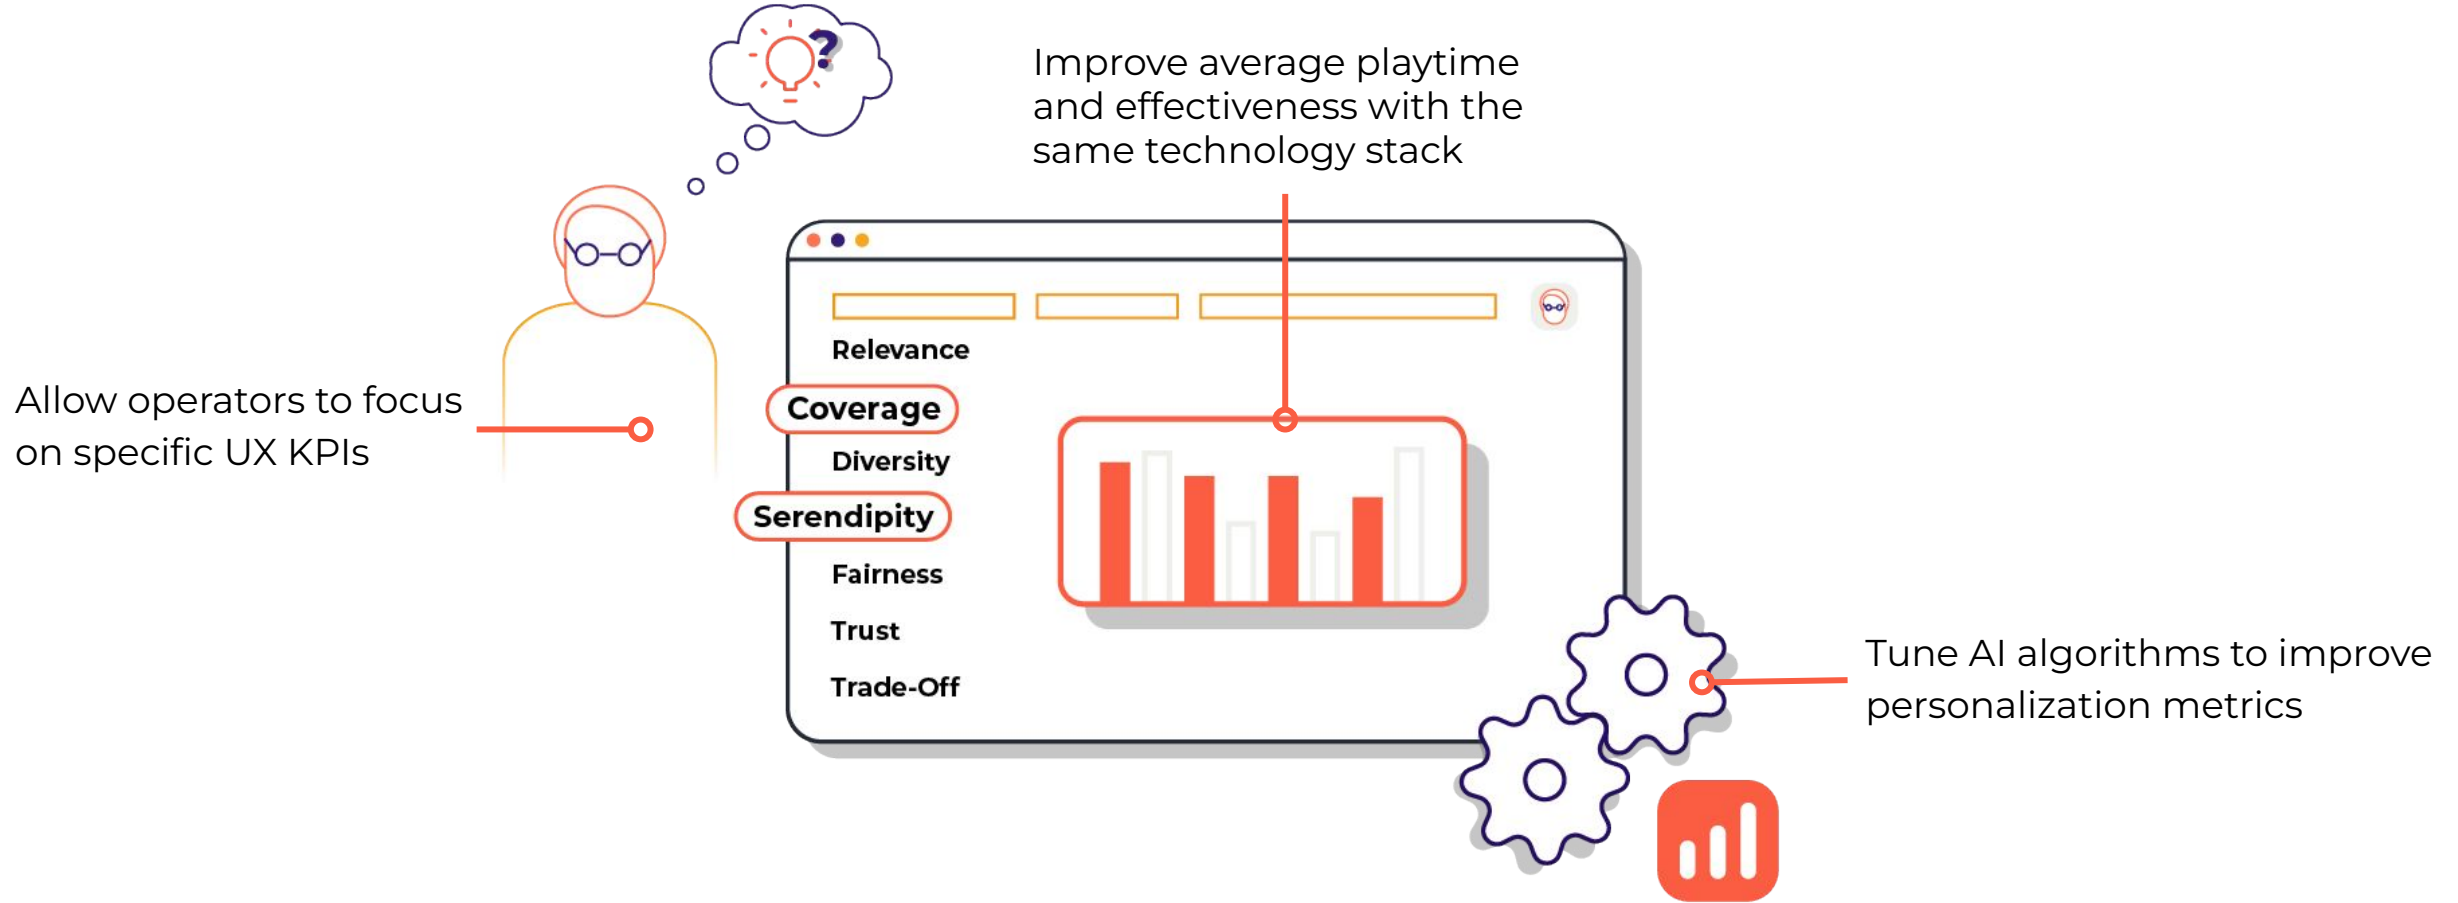 ?
Improve average playtime
and effectiveness with the
same technology stack
Allow operators to focus
on specific UX KPIs
Relevance
Coverage
Diversity
Serendipity
Fairness
Trust
Trade-Off
Tune AI algorithms to improve
personalization metrics